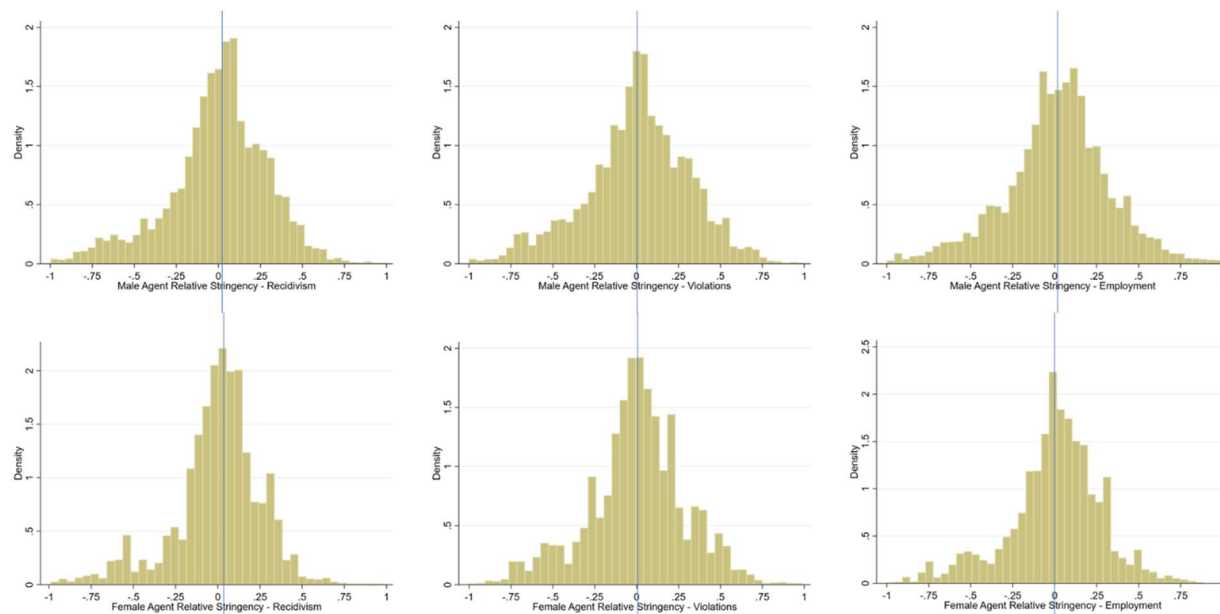 2
1.5
1
.5
0
Density
-1 -.75 -.5 -.25 0 .25 .5 .75 1
Male Agent Relative Stringency - Recidivism
2
1.5
1
.5
0
Density
-1 -.75 -.5 -.25 0 .25 .5 .75 1
Male Agent Relative Stringency - Violations
2
1.5
1
.5
0
Density
-1 -.75 -.5 -.25 0 .25 .5 .75
Male Agent Relative Stringency - Employment
2
1.5
1
.5
0
Density
-1 -.75 -.5 -.25 0 .25 .5 .75 1
Female Agent Relative Stringency - Recidivism
2
1.5
1
.5
0
Density
-1 -.75 -.5 -.25 0 .25 .5 .75 1
Female Agent Relative Stringency - Violations
2.5
2
1.5
1
.5
0
Density
-1 -.75 -.5 -.25 0 .25 .5 .75 1
Female Agent Relative Stringency - Employment